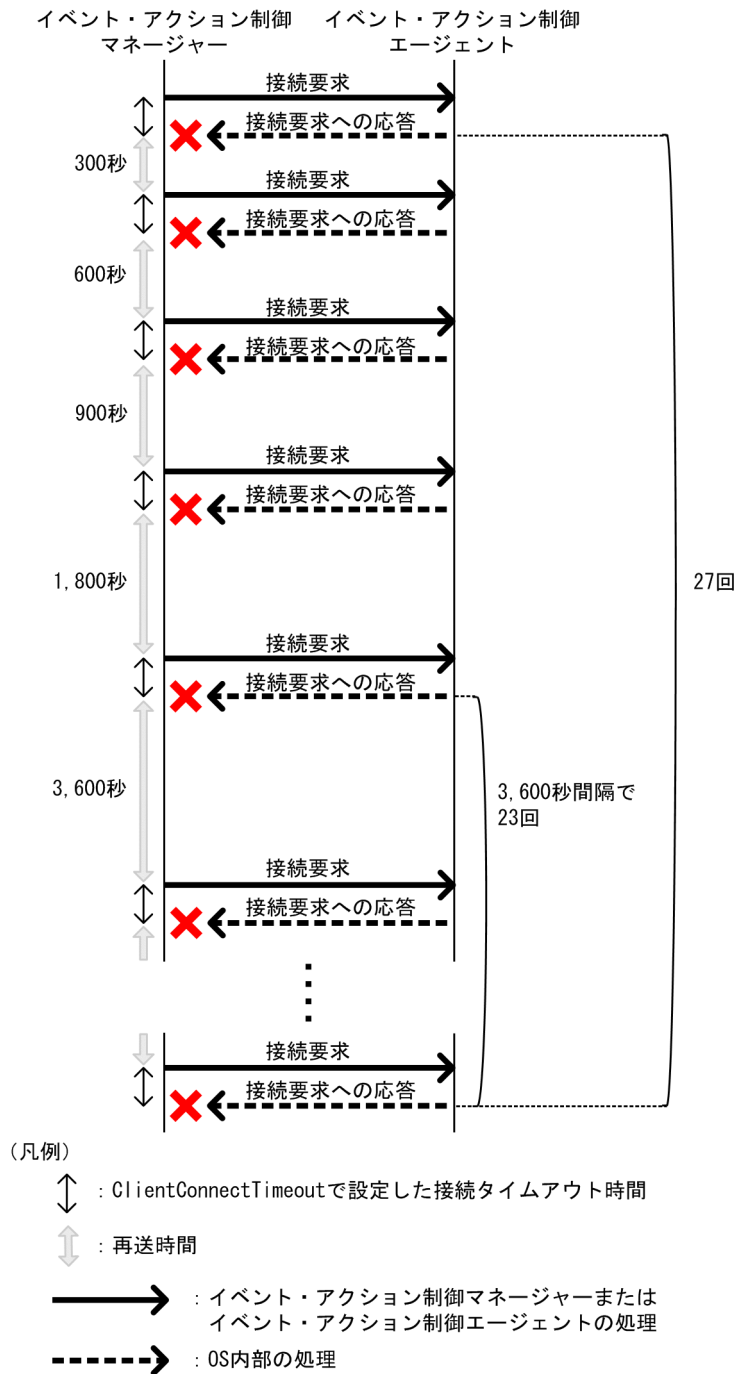 イベント・アクション制御
マネージャー
イベント・アクション制御
エージェント
接続要求
接続要求への応答
300秒
接続要求
接続要求への応答
600秒
接続要求
接続要求への応答
900秒
接続要求
接続要求への応答
1,800秒
27回
接続要求
接続要求への応答
3,600秒
3,600秒間隔で
23回
接続要求
接続要求への応答
接続要求
接続要求への応答
(凡例)
:ClientConnectTimeoutで設定した接続タイムアウト時間
:再送時間
:イベント・アクション制御マネージャーまたは
イベント・アクション制御エージェントの処理
:OS内部の処理